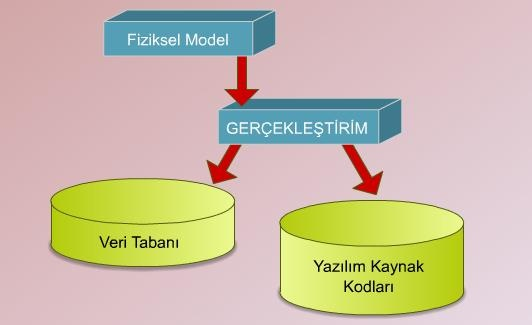 Fiziksel Model
GERÇEKLEŞTİRİM
Veri Tabanı
Yazılım Kaynak
Kodları